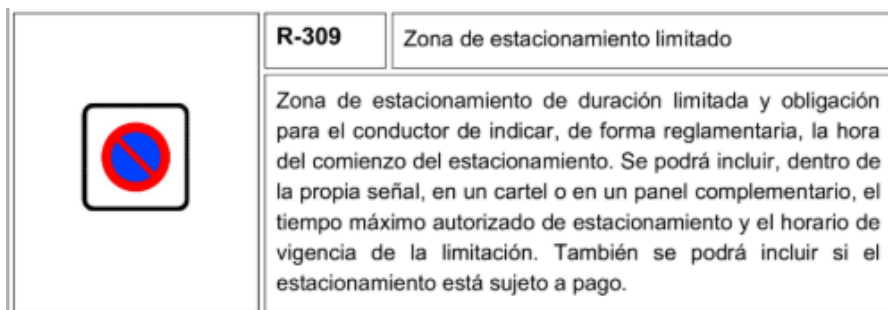 R-309
Zona de estacionamiento limitado
Zona de estacionamiento de duración limitada y obligación
para el conductor de indicar, de forma reglamentaria, la hora
del comienzo del estacionamiento. Se podrá incluir, dentro de
la propia señal, en un cartel o en un panel complementario, el
tiempo máximo autorizado de estacionamiento y el horario de
vigencia de la limitación. También se podrá incluir si el
estacionamiento está sujeto a pago.